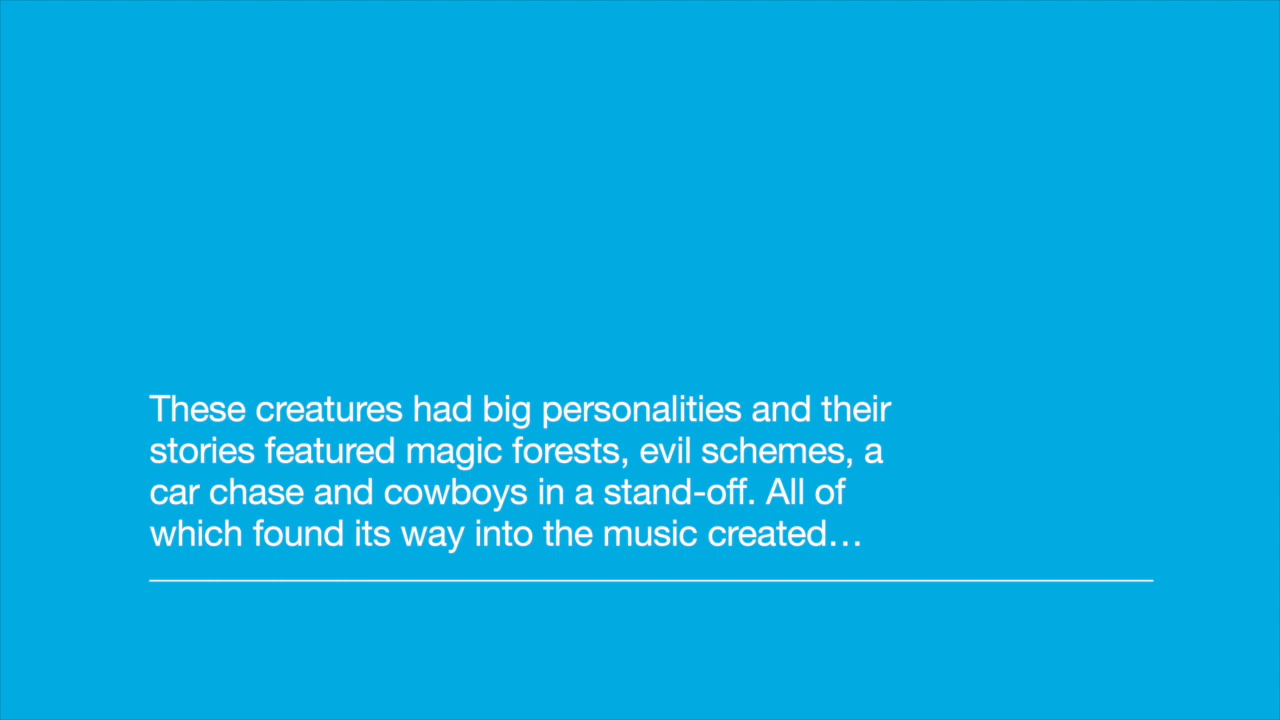 These creatures had big personalities and their
stories featured magic forests, evil schemes, a
car chase and cowboys in a stand-off. All of
which found its way into the music created…